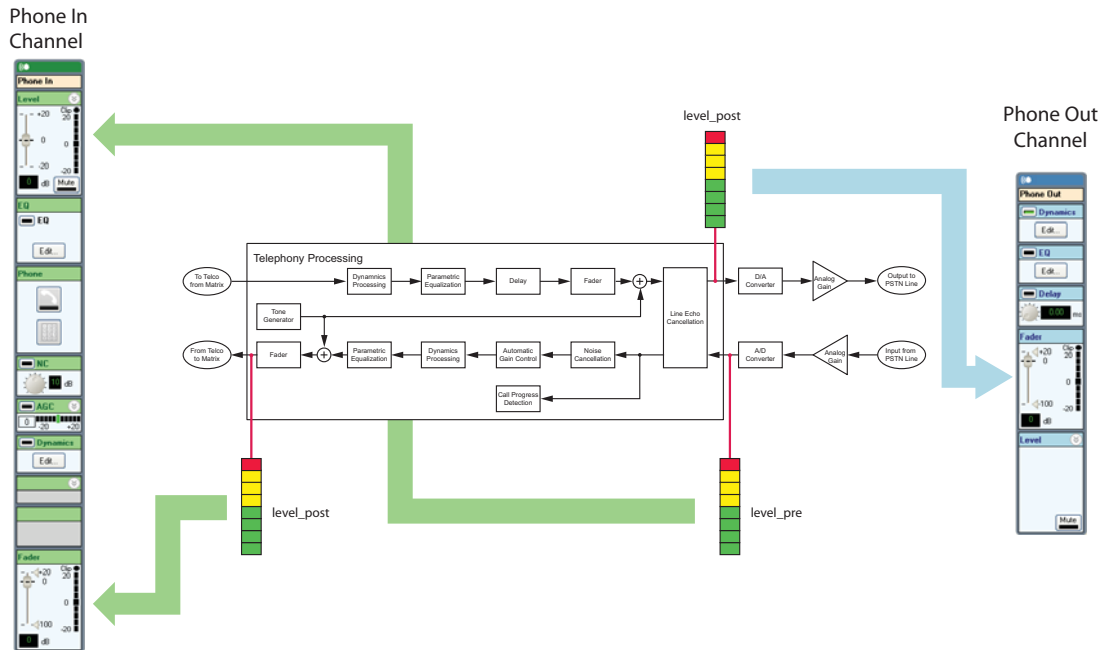 Phone In
Channel
Phone In
Level
+20
0
-20
Clip
20
0
-20
0 dB Mute
EQ
EQ
Edit...
Phone
NC
10 dB
AGC
0
-20 +20
Dynamics
Edit...
Fader
+20
0
-100
Clip
20
0
-20
0 dB
level_post
Telephony Processing
To Telco
from Matrix
Dynamnics
Processing
Parametric
Equalization
Delay
Fader
+
Line Echo
Cancellation
D/A
Converter
Analog
Gain
Output to
PSTN Line
Tone
Generator
From Telco
to Matrix
Fader
+
Parametric
Equalization
Dynamics
Processing
Automatic
Gain Control
Noise
Cancellation
A/D
Converter
Analog
Gain
Input from
PSTN Line
Call Progress
Detection
level_post
level_pre
Phone Out
Channel
Phone Out
Dynamics
Edit...
EQ
Edit...
Delay
0.00 ms
Fader
+20
0
-100
Clip
20
0
-20
0 dB
Level
Mute